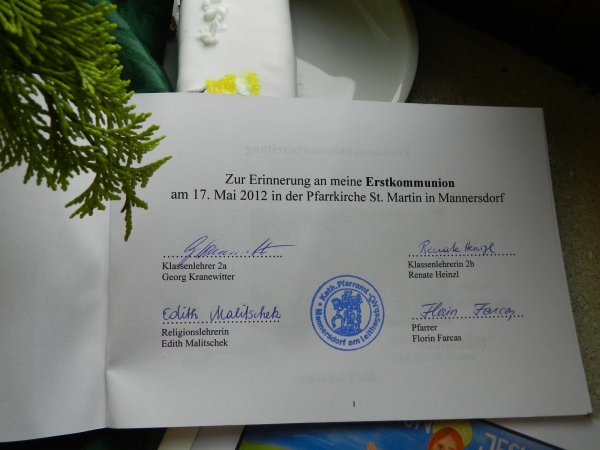 Zur Erinnerung an meine Erstkommunion
am 17. Mai 2012 in der Pfarrkirche St. Martin in Mannersdorf
Klassenlehrer 2a
Georg Kranewitter
Renate Heinzl
Klassenlehrerin 2b
Renate Heinzl
Edith Malitschek
Religionslehrerin
Edith Malitschek
Florin Farcas
Pfarrer
Florin Farcas
Kath. Pfarramt
Mannersdorf am Leithagebirge
1
JESU